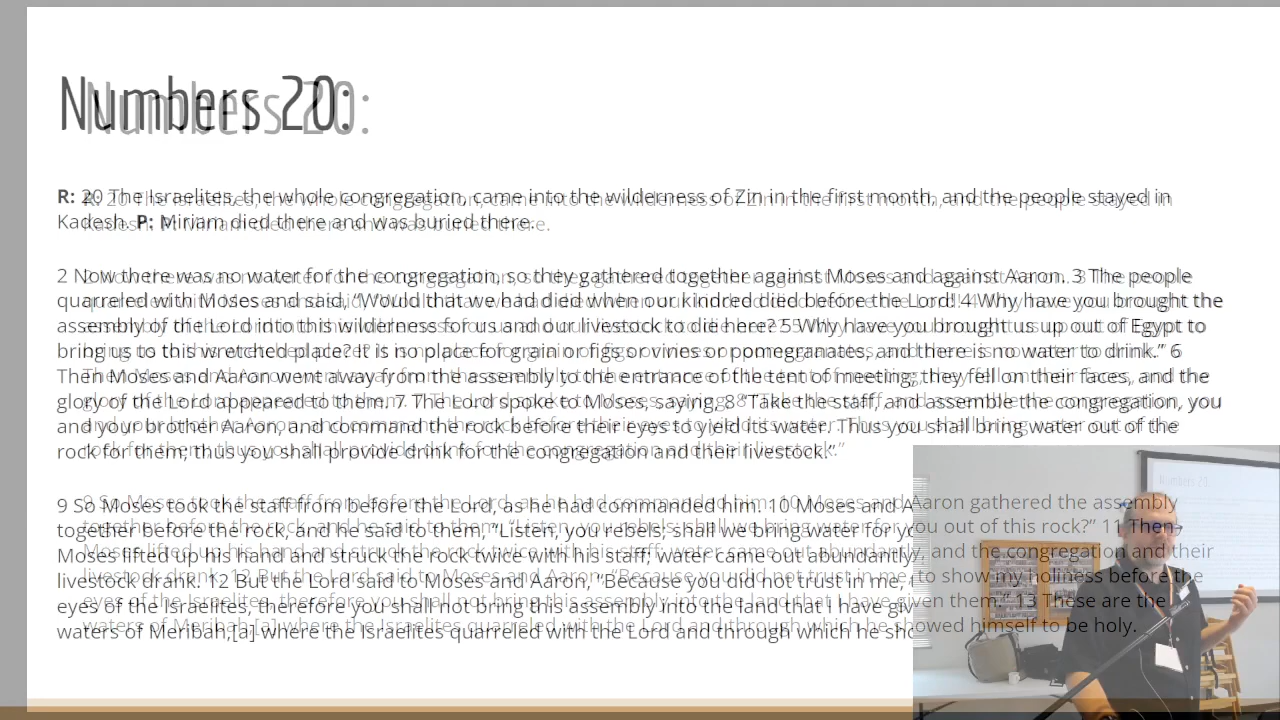 Numbers 20:
R: 20 The Israelites, the whole congregation, came into the wilderness of Zin in the first month, and the people stayed in
Kadesh. P: Miriam died there and was buried there.
2 Now there was no water for the congregation, so they gathered together against Moses and against Aaron. 3 The people
quarreled with Moses and said, “Would that we had died when our kindred died before the Lord! 4 Why have you brought the
assembly of the Lord into this wilderness for us and our livestock to die here? 5 Why have you brought us up out of Egypt to
bring us to this wretched place? It is no place for grain or figs or vines or pomegranates, and there is no water to drink.” 6
Then Moses and Aaron went away from the assembly to the entrance of the tent of meeting; they fell on their faces, and the
glory of the Lord appeared to them. 7 The Lord spoke to Moses, saying, 8 “Take the staff, and assemble the congregation, you
and your brother Aaron, and command the rock before their eyes to yield its water. Thus you shall bring water out of the
rock for them; thus you shall provide drink for the congregation and their livestock.”
9 So Moses took the staff from before the Lord, as he had commanded him. 10 Moses and Aaron gathered the assembly
together before the rock, and he said to them, “Listen, you rebels, shall we bring water for you out of this rock?” 11 Then
Moses lifted up his hand and struck the rock twice with his staff; water came out abundantly, and the congregation and their
livestock drank. 12 But the Lord said to Moses and Aaron, “Because you did not trust in me, to show my holiness before the
eyes of the Israelites, therefore you shall not bring this assembly into the land that I have given them.” 13 These are the
waters of Meribah,[a] where the Israelites quarreled with the Lord and through which he showed himself to be holy.
Numbers 20: